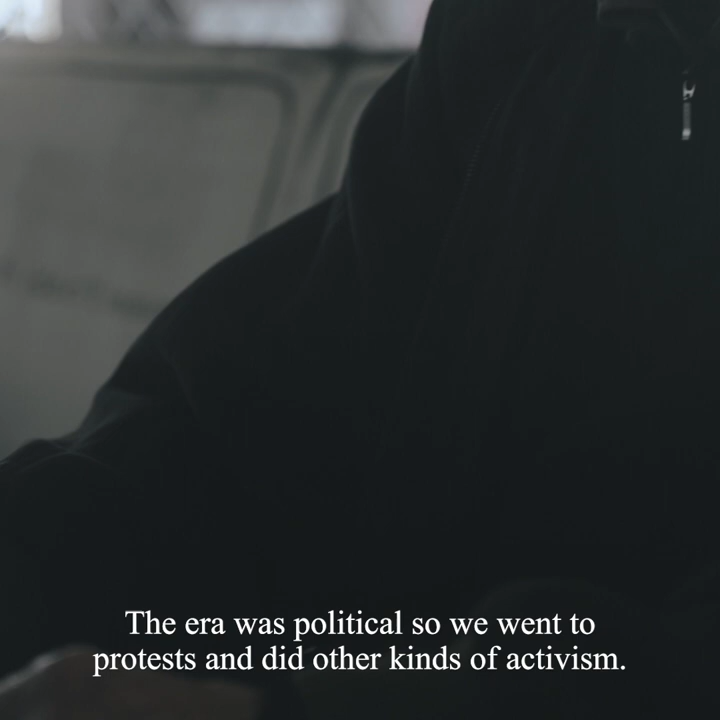 The era was political so we went to
protests and did other kinds of activism.